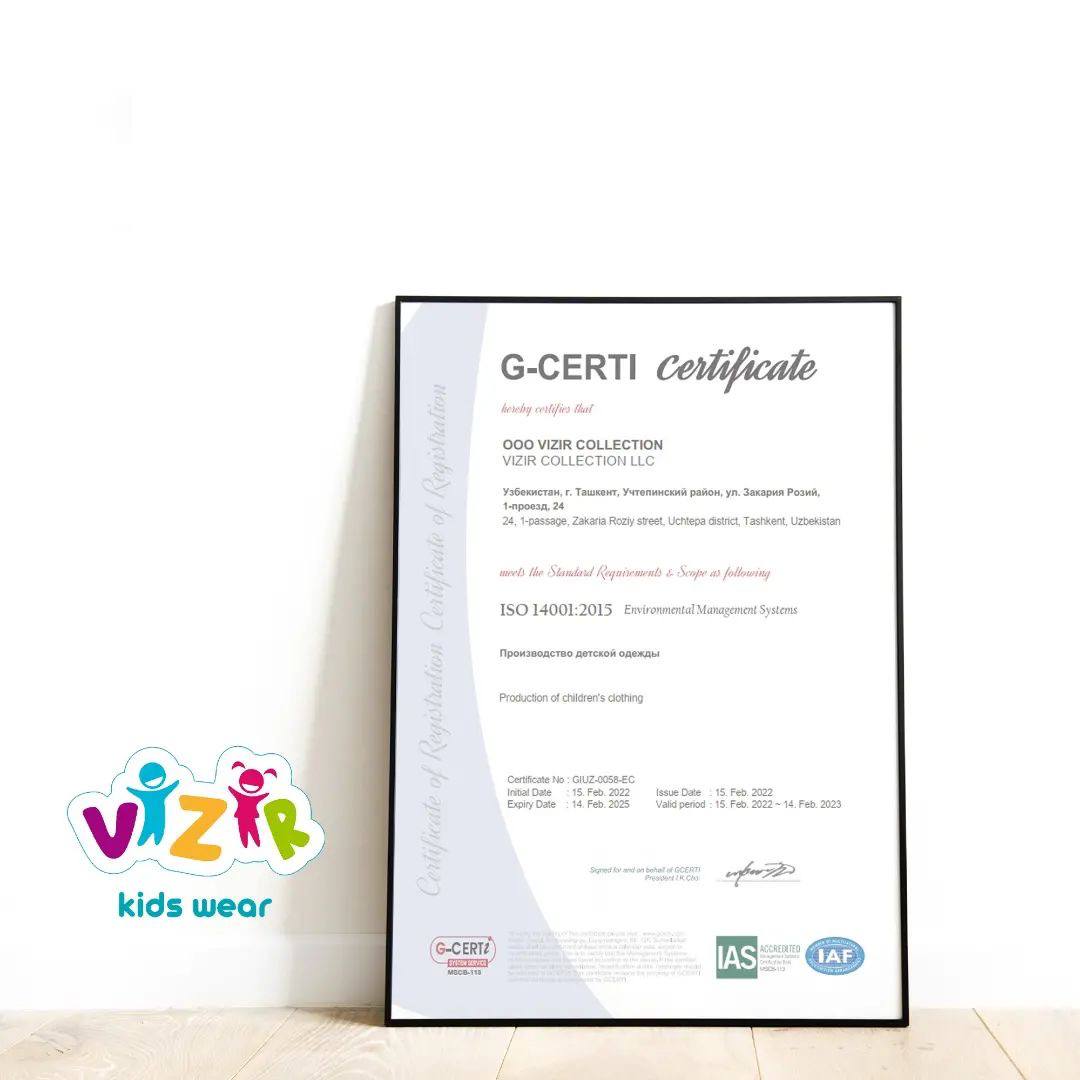 G-CERTI Certificate
hereby certifies that
ООО VIZIR COLLECTION
VIZIR COLLECTION LLC
Узбекистан, г. Ташкент, Учтепинский район, ул. Закария Розий,
1-проезд, 24
24, 1-passage, Zakaria Roziy street, Uchtepa district, Tashkent, Uzbekistan
meets the Standard Requirements & Scope as following
ISO 14001:2015 Environmental Management Systems
Производство детской одежды
Production of children's clothing
Certificate No : GIUZ-0058-EC
Initial Date : 15. Feb. 2022 Issue Date : 15. Feb. 2022
Expiry Date : 14. Feb. 2025 Valid period : 15. Feb. 2022 ~ 14. Feb. 2023
Signed for and on behalf of GCERTI
President I.K.Cho
Certificate of Registration Certificate of Registration
G-CERTi
SYSTEM SERVICE
MSCB-113
IAS ACCREDITED
Management Systems
Certification Body
MSCB-113
IAF
VIZIR
kids wear